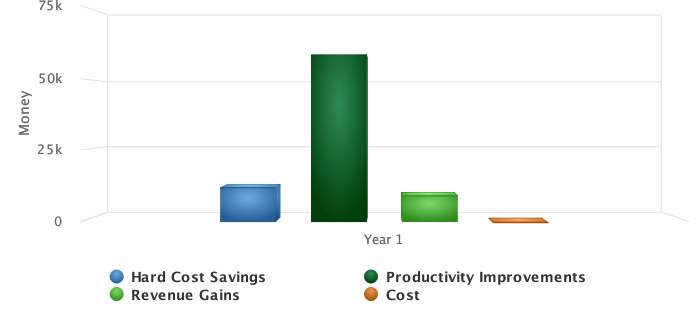 75k
50k
25k
0
Money
Year 1
Hard Cost Savings
Productivity Improvements
Revenue Gains
Cost